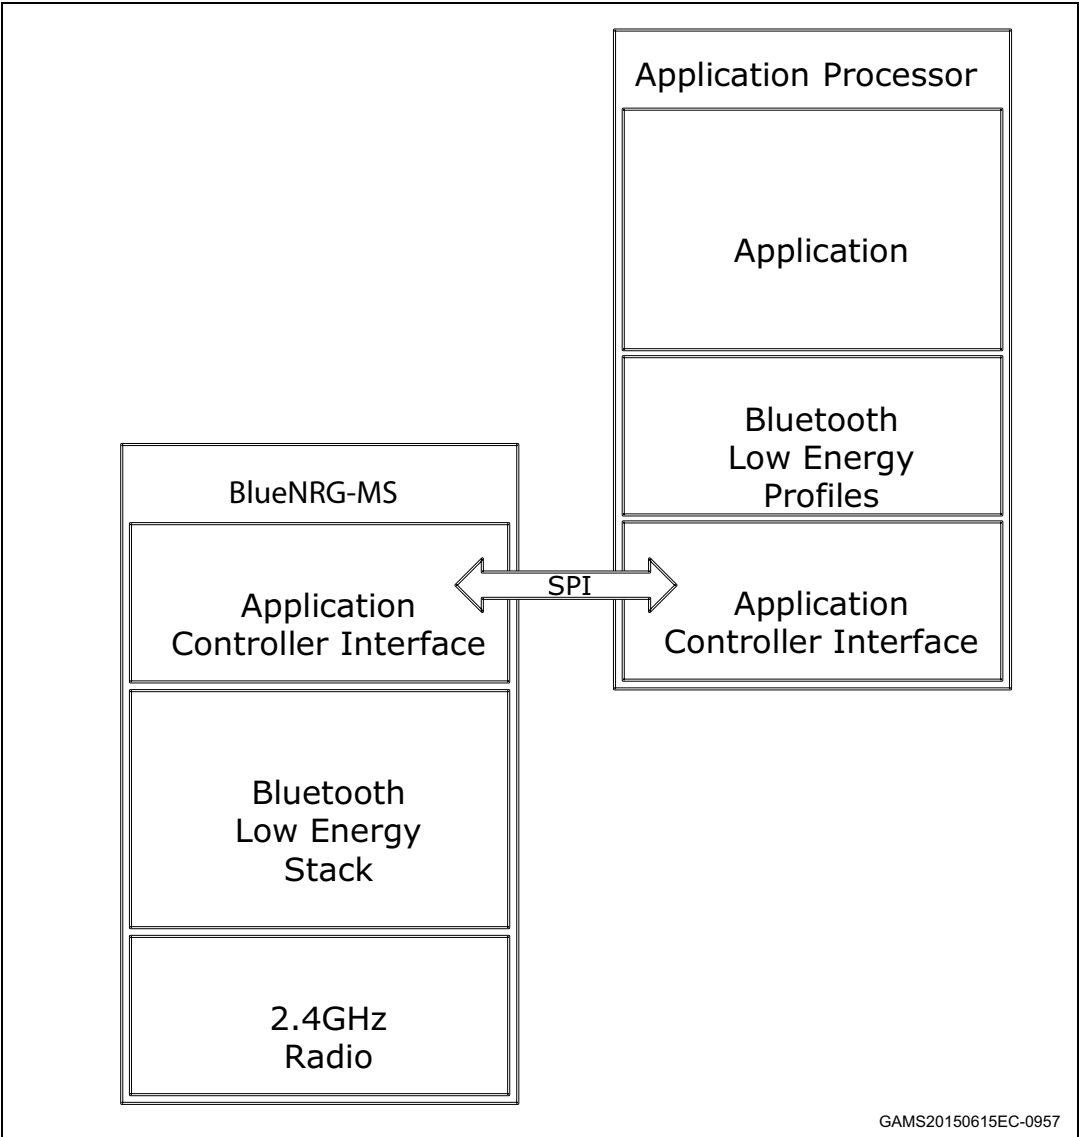 Application Processor
Application
Bluetooth
Low Energy
Profiles
Application
Controller Interface
SPI
BlueNRG-MS
Application
Controller Interface
Bluetooth
Low Energy
Stack
2.4GHz
Radio
GAMS20150615EC-0957